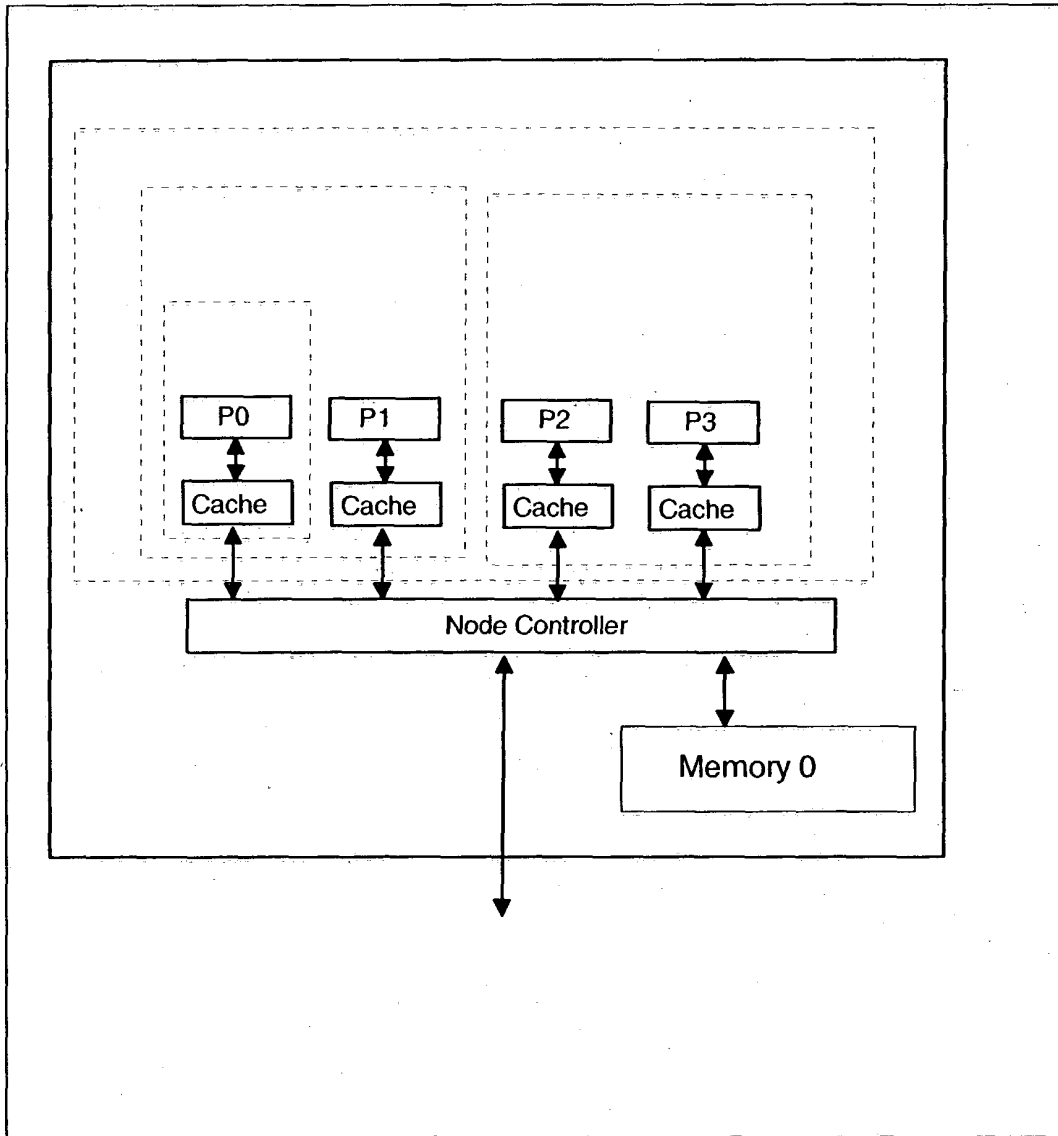 P0
P1
P2
P3
Cache
Cache
Cache
Cache
Node Controller
Memory 0